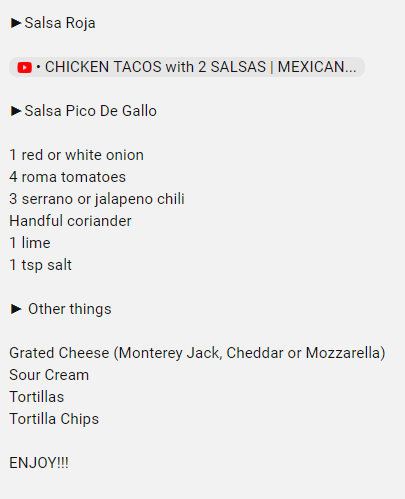 ►Salsa Roja
• CHICKEN TACOS with 2 SALSAS | MEXICAN...
►Salsa Pico De Gallo
1 red or white onion
4 roma tomatoes
3 serrano or jalapeno chili
Handful coriander
1 lime
1 tsp salt
► Other things
Grated Cheese (Monterey Jack, Cheddar or Mozzarella)
Sour Cream
Tortillas
Tortilla Chips
ENJOY!!!